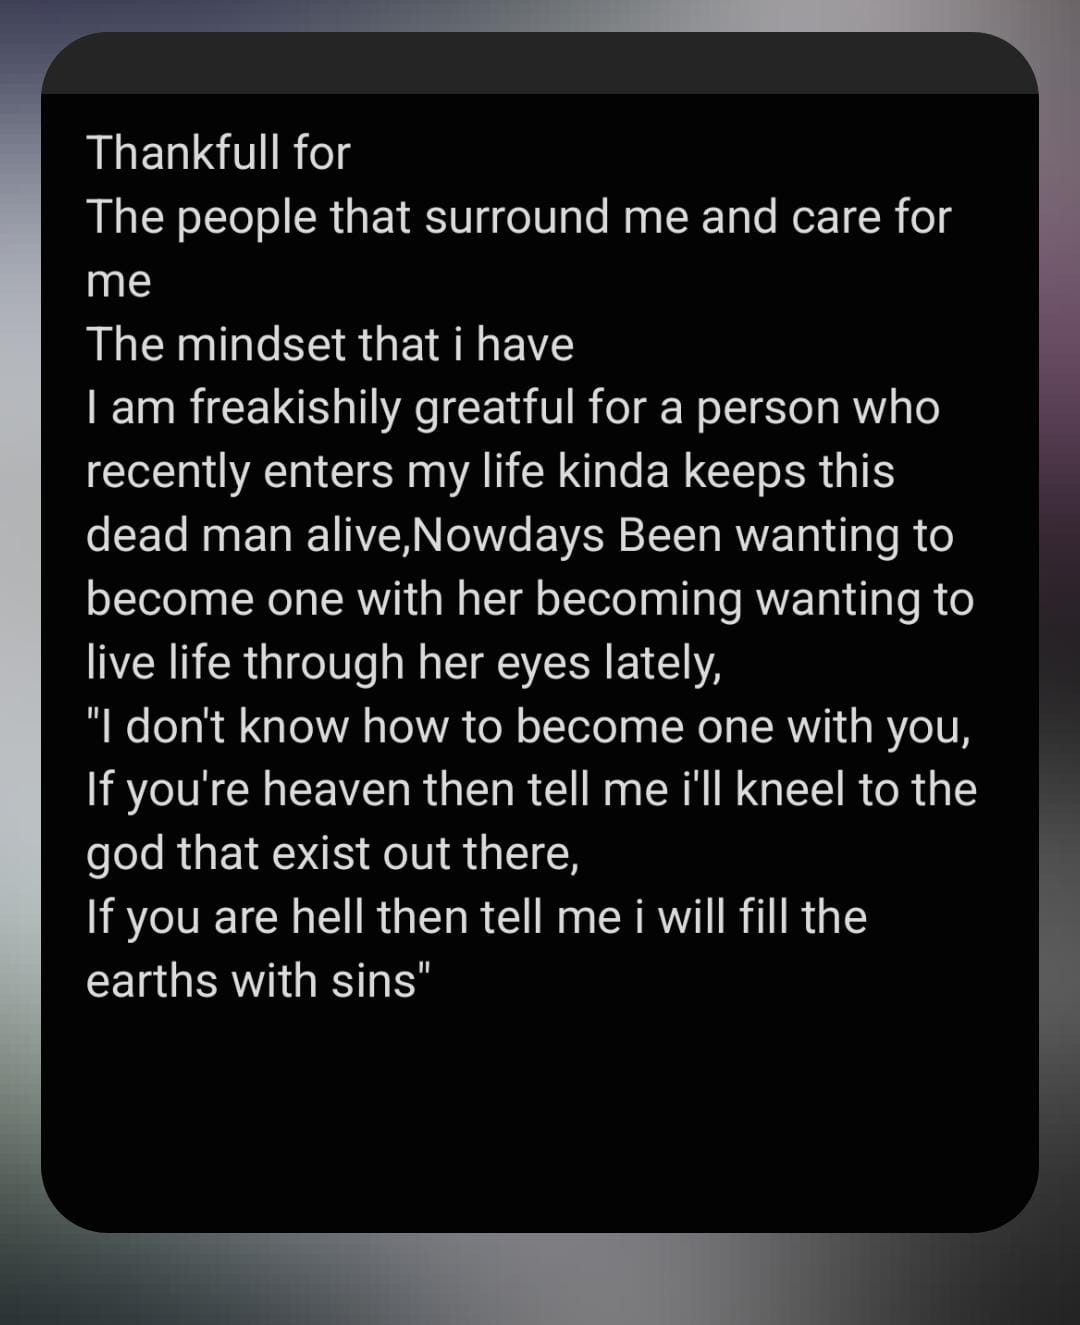 Thankfull for
The people that surround me and care for
me
The mindset that i have
I am freakishily greatful for a person who
recently enters my life kinda keeps this
dead man alive,Nowdays Been wanting to
become one with her becoming wanting to
live life through her eyes lately,
"I don't know how to become one with you,
If you're heaven then tell me i'll kneel to the
god that exist out there,
If you are hell then tell me i will fill the
earths with sins"